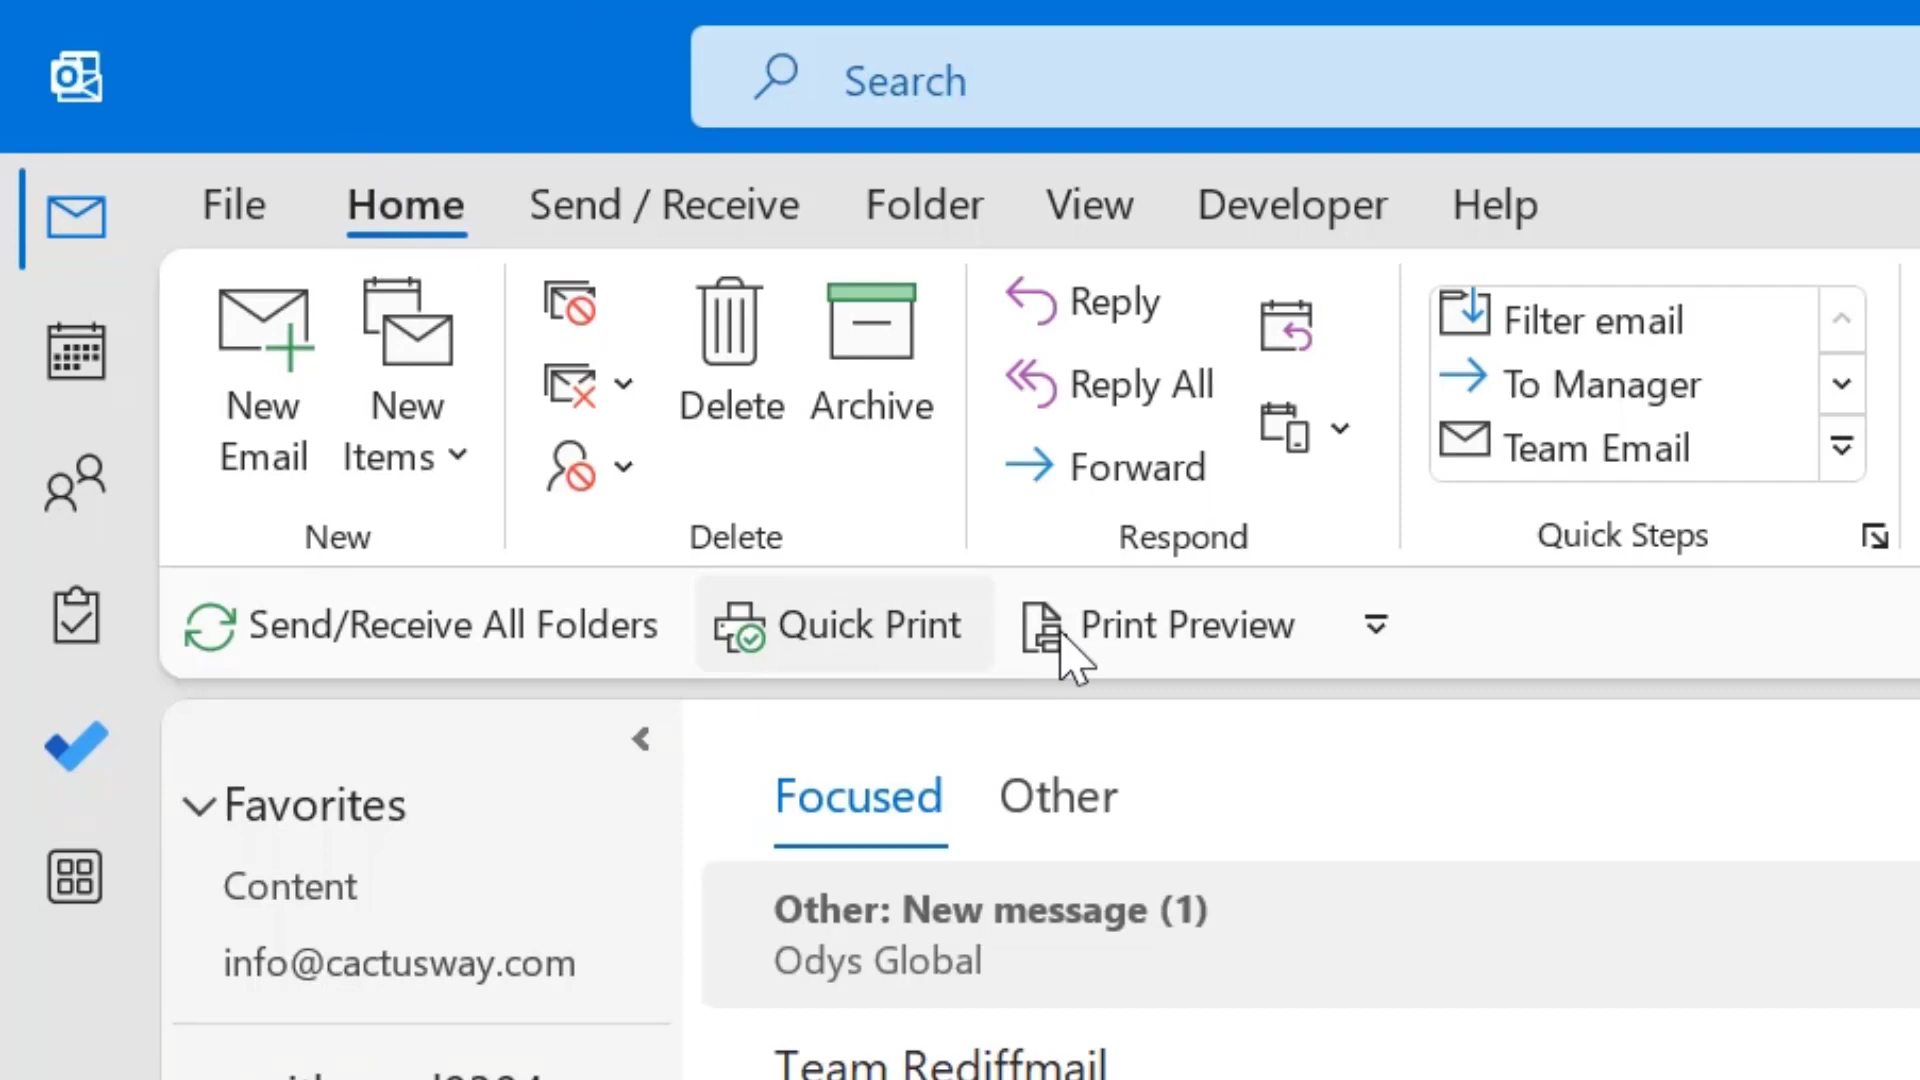 Search
File Home Send / Receive Folder View Developer Help
New Email
New Items
Delete
Archive
Reply
Reply All
Forward
Filter email
To Manager
Team Email
New
Delete
Respond
Quick Steps
Send/Receive All Folders
Quick Print
Print Preview
Favorites
Content
info@cactusway.com
Focused Other
Other: New message (1)
Odys Global
Team Rediffmail